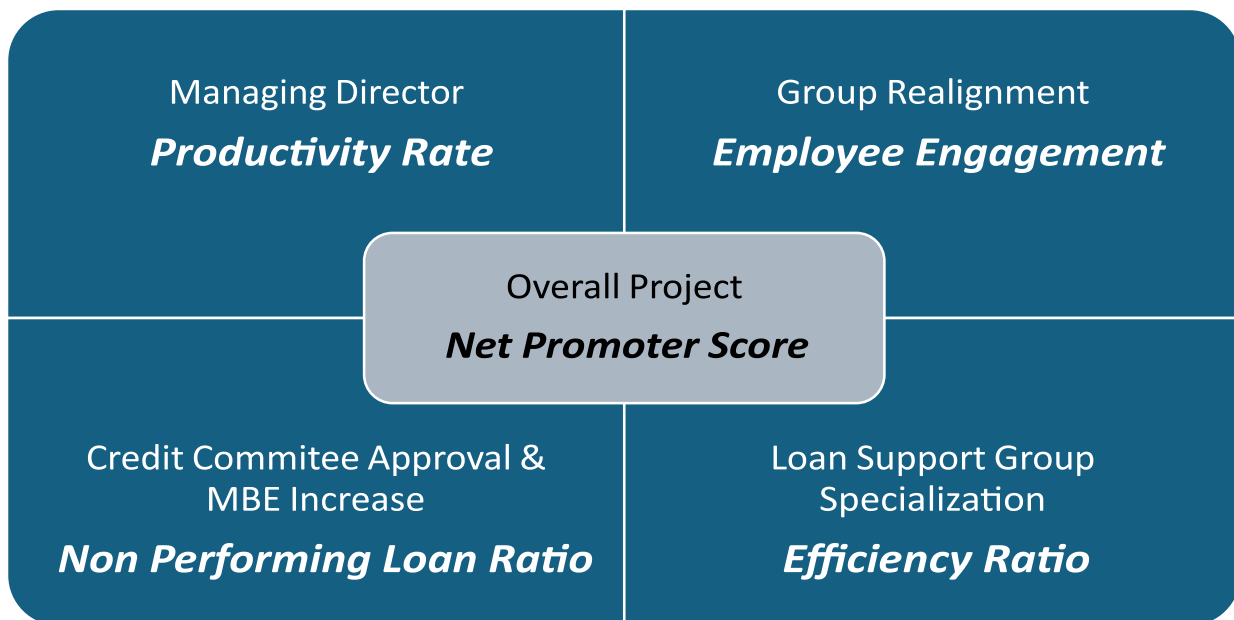 Managing Director
Productivity Rate
Group Realignment
Employee Engagement
Overall Project
Net Promoter Score
Credit Commitee Approval &
MBE Increase
Non Performing Loan Ratio
Loan Support Group
Specialization
Efficiency Ratio